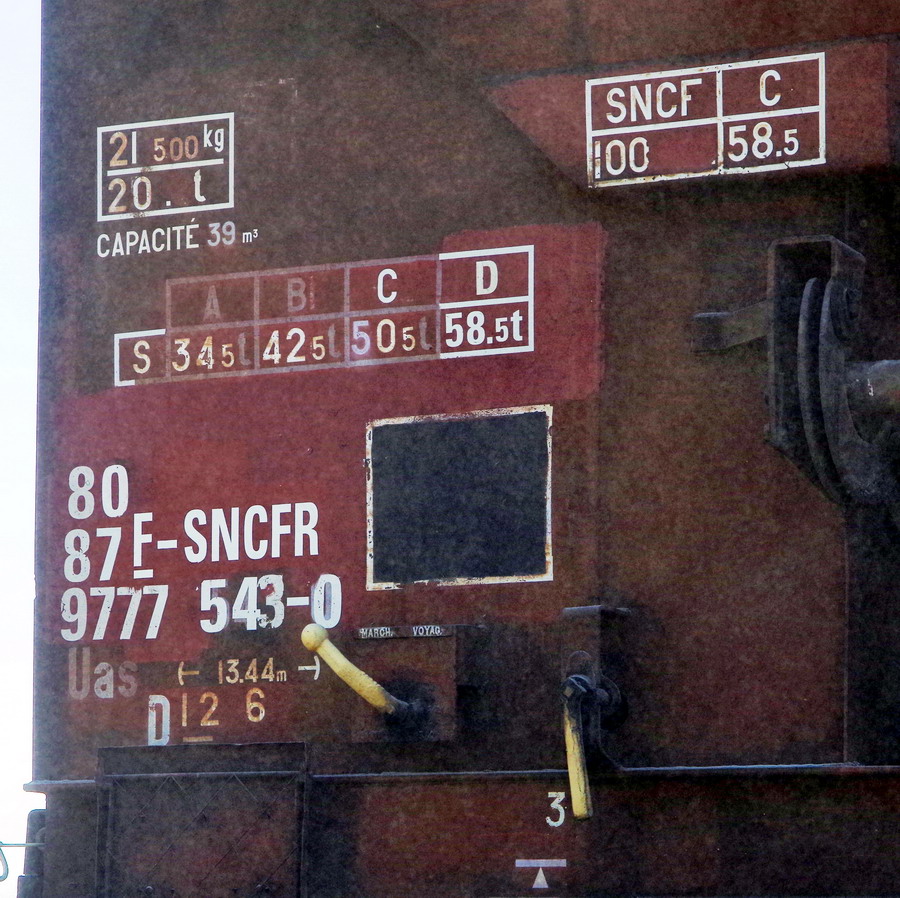 21 500 kg
20. t
CAPACITÉ 39 m³
SNCF C
100 58.5
A B C D
S 34 5t 42 5t 50 5t 58.5t
80
87 F-SNCFR
9777 543-0
Uas 13.44m
D 12 6
MARCH. VOYAG.
3